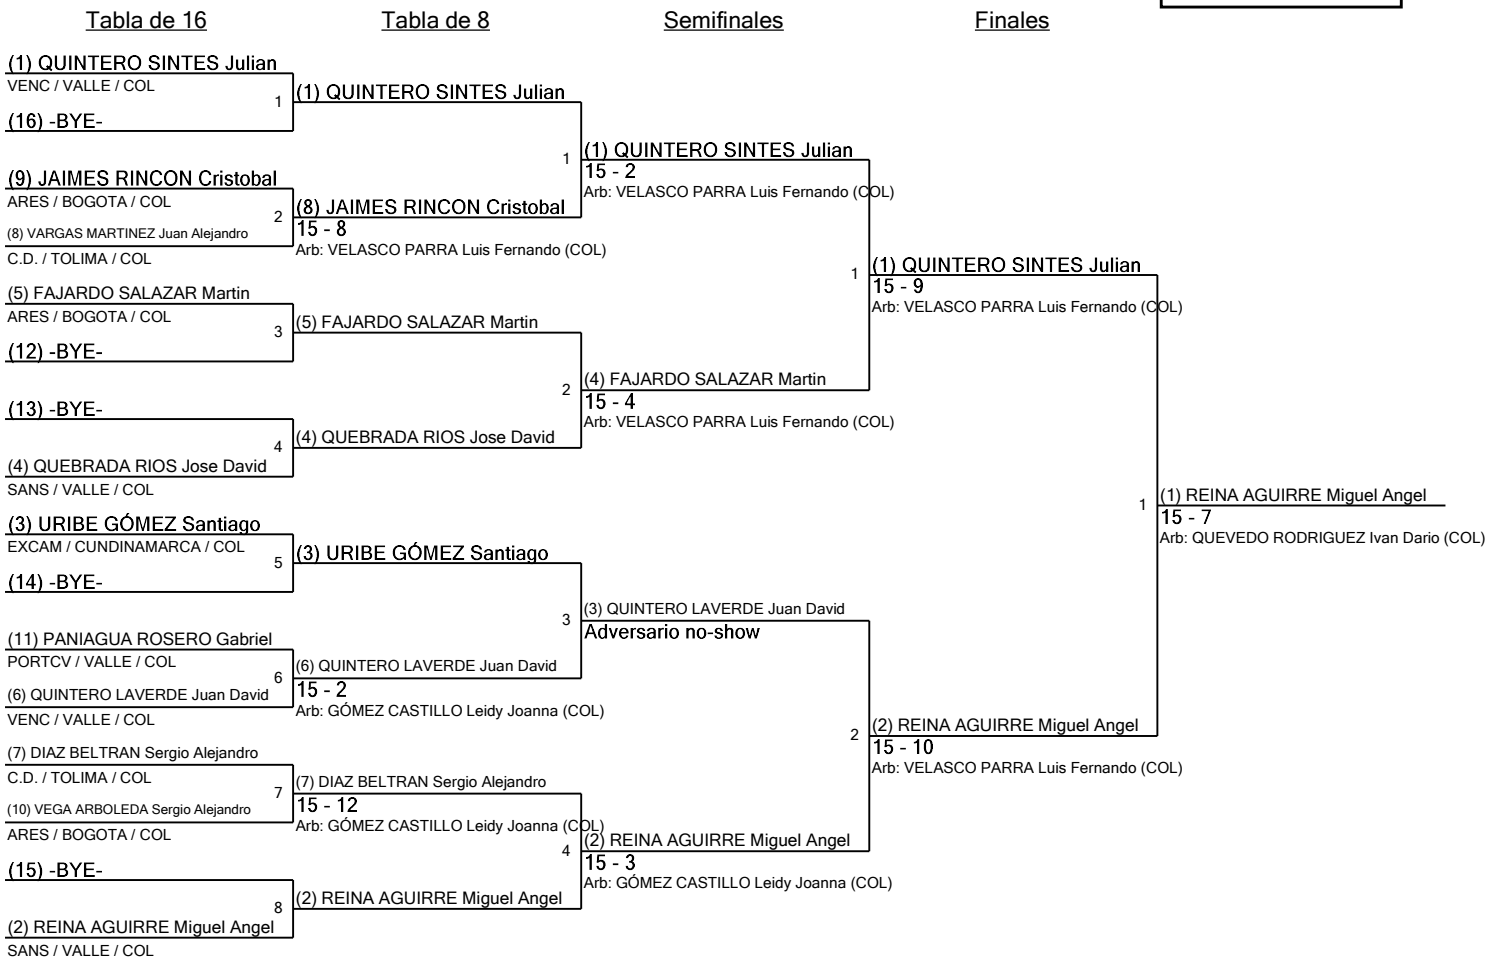 Tabla de 16
Tabla de 8
Semifinales
Finales
(1) QUINTERO SINTES Julian
VENC / VALLE / COL
1
(16) -BYE-
(9) JAIMES RINCON Cristobal
ARES / BOGOTA / COL
2
(8) VARGAS MARTINEZ Juan Alejandro
C.D. / TOLIMA / COL
(5) FAJARDO SALAZAR Martin
ARES / BOGOTA / COL
3
(12) -BYE-
(13) -BYE-
4
(4) QUEBRADA RIOS Jose David
SANS / VALLE / COL
(3) URIBE GÓMEZ Santiago
EXCAM / CUNDINAMARCA / COL
5
(14) -BYE-
(11) PANIAGUA ROSERO Gabriel
PORTCV / VALLE / COL
6
(6) QUINTERO LAVERDE Juan David
VENC / VALLE / COL
(7) DIAZ BELTRAN Sergio Alejandro
C.D. / TOLIMA / COL
7
(10) VEGA ARBOLEDA Sergio Alejandro
ARES / BOGOTA / COL
(15) -BYE-
8
(2) REINA AGUIRRE Miguel Angel
SANS / VALLE / COL
(1) QUINTERO SINTES Julian
1
(8) JAIMES RINCON Cristobal
15 - 8
Arb: VELASCO PARRA Luis Fernando (COL)
(5) FAJARDO SALAZAR Martin
2
(4) QUEBRADA RIOS Jose David
(3) URIBE GÓMEZ Santiago
3
(6) QUINTERO LAVERDE Juan David
15 - 2
Arb: GÓMEZ CASTILLO Leidy Joanna (COL)
(7) DIAZ BELTRAN Sergio Alejandro
15 - 12
Arb: GÓMEZ CASTILLO Leidy Joanna (COL)
4
(2) REINA AGUIRRE Miguel Angel
(1) QUINTERO SINTES Julian
15 - 2
Arb: VELASCO PARRA Luis Fernando (COL)
1
(4) FAJARDO SALAZAR Martin
15 - 4
Arb: VELASCO PARRA Luis Fernando (COL)
(3) QUINTERO LAVERDE Juan David
Adversario no-show
2
(2) REINA AGUIRRE Miguel Angel
15 - 3
Arb: GÓMEZ CASTILLO Leidy Joanna (COL)
(1) QUINTERO SINTES Julian
15 - 9
Arb: VELASCO PARRA Luis Fernando (COL)
1
(2) REINA AGUIRRE Miguel Angel
15 - 10
Arb: VELASCO PARRA Luis Fernando (COL)
(1) REINA AGUIRRE Miguel Angel
15 - 7
Arb: QUEVEDO RODRIGUEZ Ivan Dario (COL)